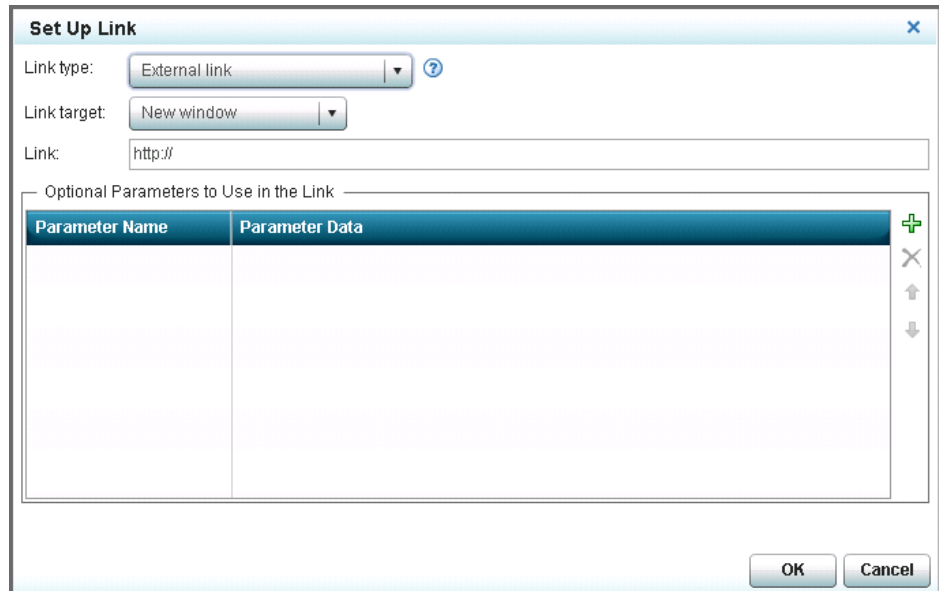 Set Up Link
Link type: External link
Link target: New window
Link: http://
Optional Parameters to Use in the Link
Parameter Name Parameter Data
OK Cancel